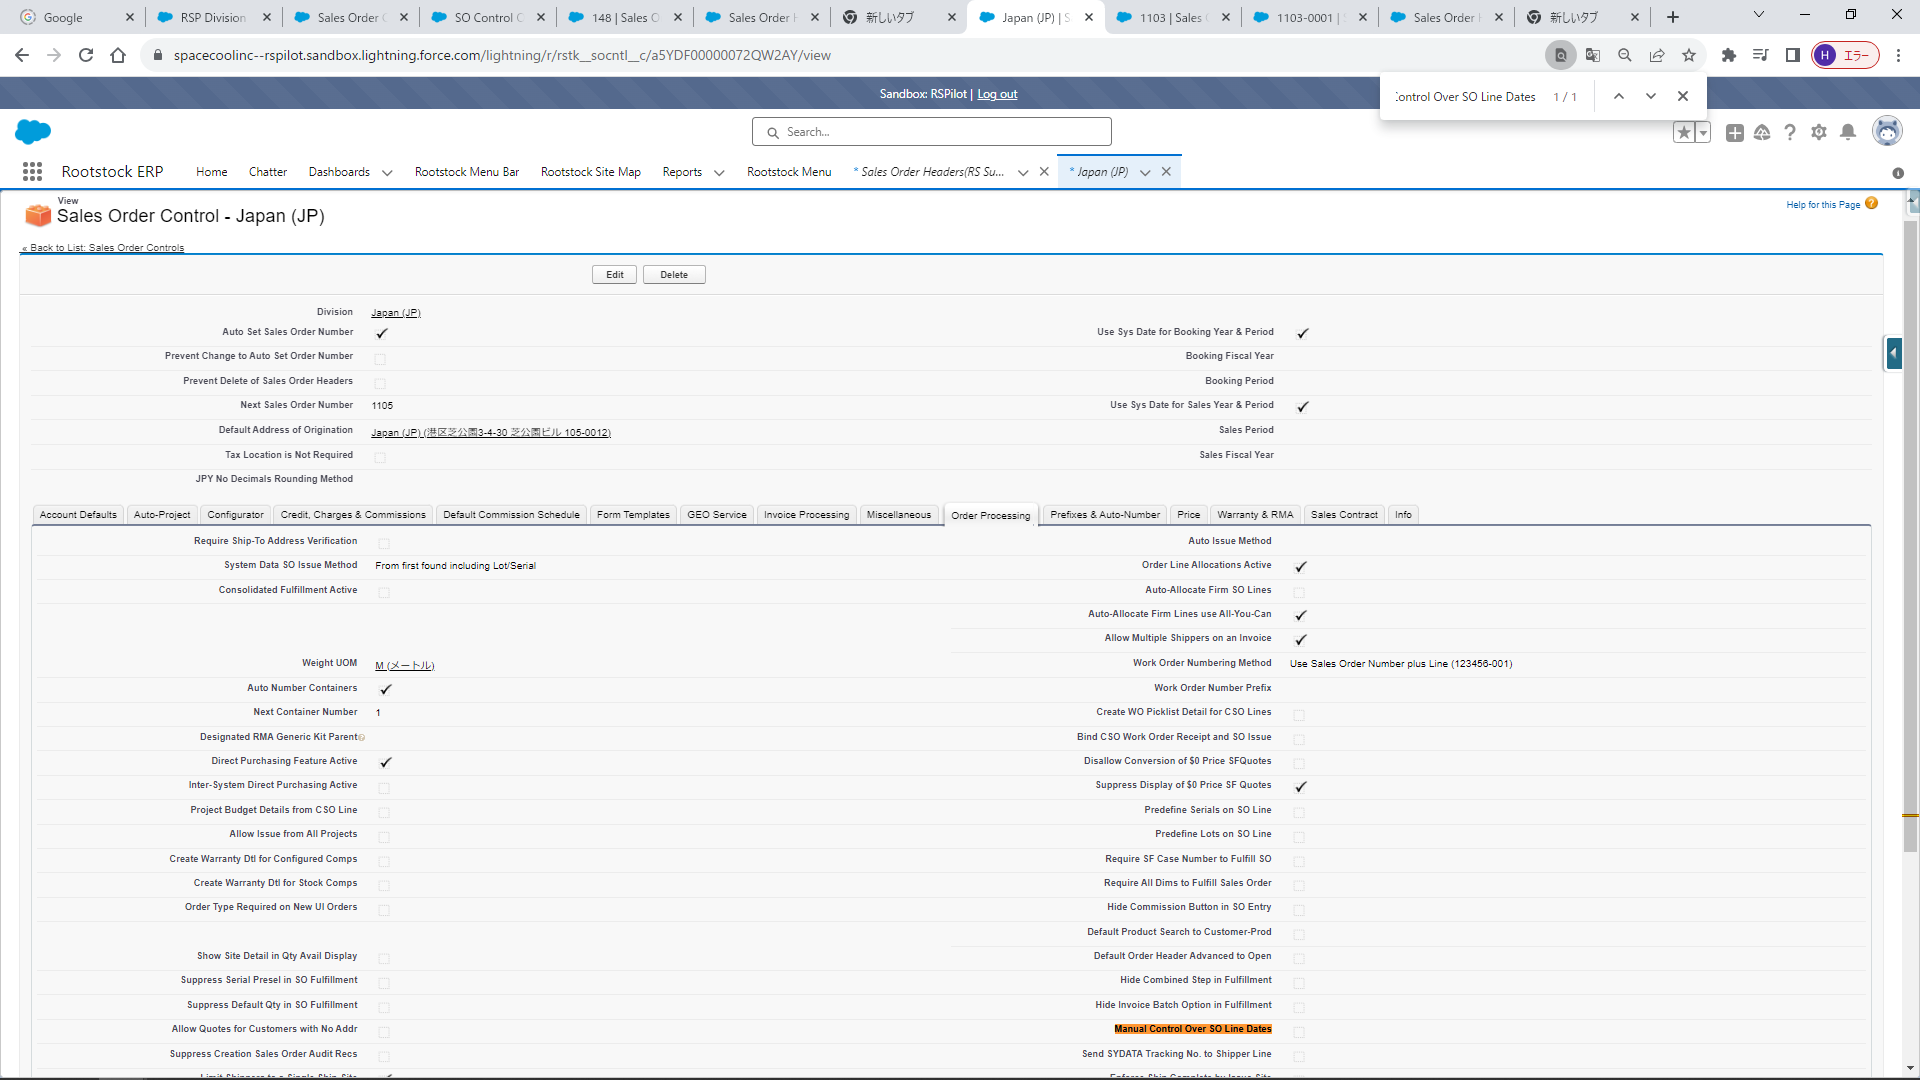 Google
RSP Division
Sales Order C
SO Control C
148 | Sales O
Sales Order H
新しいタブ
Japan (JP) | S
1103 | Sales
1103-0001 |
Sales Order H
新しいタブ
spacecoolinc--rspilot.sandbox.lightning.force.com/lightning/r/rstk__socntl__c/a5YDF00000072QW2AY/view
H エラー
Sandbox: RSPilot | Log out
Control Over SO Line Dates 1/1
Search...
Rootstock ERP
Home
Chatter
Dashboards
Rootstock Menu Bar
Rootstock Site Map
Reports
Rootstock Menu
* Sales Order Headers(RS Su...
* Japan (JP)
View
Sales Order Control - Japan (JP)
Help for this Page
« Back to List: Sales Order Controls
Edit Delete
Division Japan (JP)
Auto Set Sales Order Number
Use Sys Date for Booking Year & Period
Prevent Change to Auto Set Order Number
Booking Fiscal Year
Prevent Delete of Sales Order Headers
Booking Period
Next Sales Order Number 1105
Use Sys Date for Sales Year & Period
Default Address of Origination Japan (JP) (港区芝公園3-4-30 芝公園ビル 105-0012)
Sales Period
Tax Location is Not Required
Sales Fiscal Year
JPY No Decimals Rounding Method
Account Defaults
Auto-Project
Configurator
Credit, Charges & Commissions
Default Commission Schedule
Form Templates
GEO Service
Invoice Processing
Miscellaneous
Order Processing
Prefixes & Auto-Number
Price
Warranty & RMA
Sales Contract
Info
Require Ship-To Address Verification
Auto Issue Method
System Data SO Issue Method From first found including Lot/Serial
Order Line Allocations Active
Consolidated Fulfillment Active
Auto-Allocate Firm SO Lines
Auto-Allocate Firm Lines use All-You-Can
Allow Multiple Shippers on an Invoice
Weight UOM M (メートル)
Work Order Numbering Method Use Sales Order Number plus Line (123456-001)
Auto Number Containers
Work Order Number Prefix
Next Container Number 1
Create WO Picklist Detail for CSO Lines
Designated RMA Generic Kit Parent
Bind CSO Work Order Receipt and SO Issue
Direct Purchasing Feature Active
Disallow Conversion of $0 Price SFQuotes
Inter-System Direct Purchasing Active
Suppress Display of $0 Price SF Quotes
Project Budget Details from CSO Line
Predefine Serials on SO Line
Allow Issue from All Projects
Predefine Lots on SO Line
Create Warranty Dtl for Configured Comps
Require SF Case Number to Fulfill SO
Create Warranty Dtl for Stock Comps
Require All Dims to Fulfill Sales Order
Order Type Required on New UI Orders
Hide Commission Button in SO Entry
Default Product Search to Customer-Prod
Show Site Detail in Qty Avail Display
Default Order Header Advanced to Open
Suppress Serial Presel in SO Fulfillment
Hide Combined Step in Fulfillment
Suppress Default Qty in SO Fulfillment
Hide Invoice Batch Option in Fulfillment
Allow Quotes for Customers with No Addr
Manual Control Over SO Line Dates
Suppress Creation Sales Order Audit Recs
Send SYDATA Tracking No. to Shipper Line
Limit Shippers to a Single Ship Site
Enforce Ship Complete by Issue Site